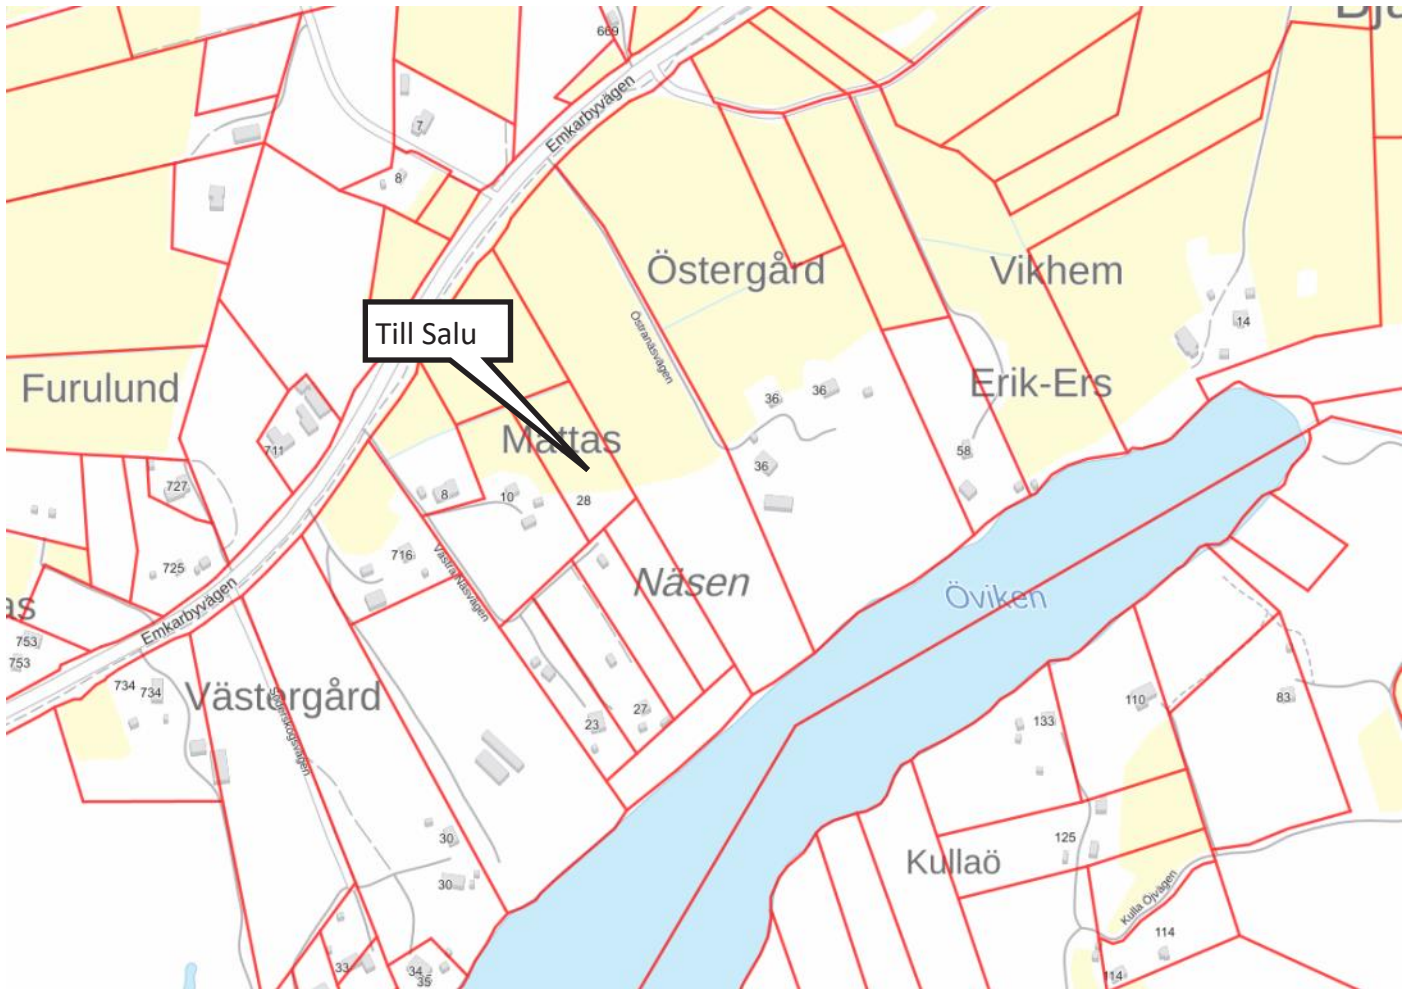 669
Emkarbyvägen
7
8
Östergård
Vikhem
Till Salu
Östranäsvägen
14
Furulund
Erik-Ers
36
36
Mattas
741
58
36
727
8
10
28
716
Västra Näsvägen
725
Näsen
Öviken
Emkarbyvägen
753
753
734
734
Västergård
Söderskogsvägen
23
27
133
110
83
30
125
Kullaö
30
Kulla Öjvägen
114
33
34
35
114